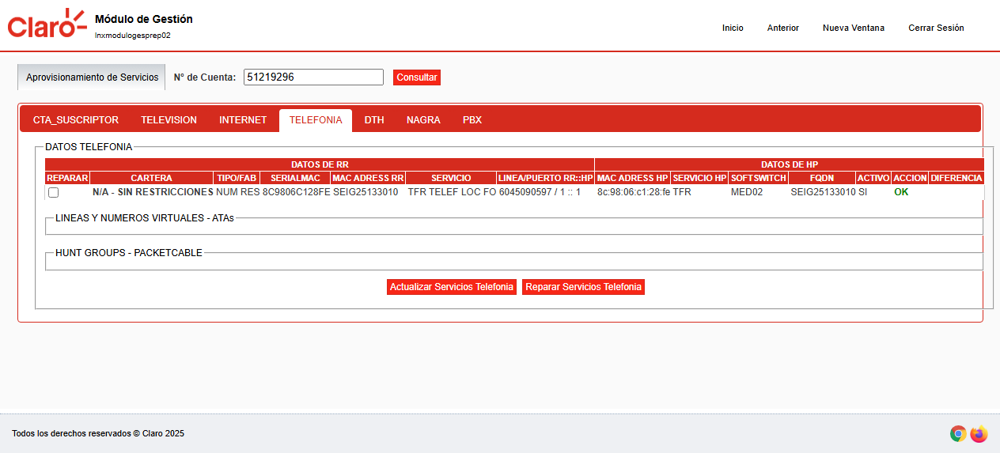 Claro
Módulo de Gestión
lnxmodulogesprep02
Inicio Anterior Nueva Ventana Cerrar Sesión
Aprovisionamiento de Servicios N° de Cuenta: 51219296 Consultar
CTA_SUSCRIPTOR TELEVISION INTERNET TELEFONIA DTH NAGRA PBX
DATOS TELEFONIA
DATOS DE RR DATOS DE HP
REPARAR CARTERA TIPO/FAB SERIALMAC MAC ADRESS RR SERVICIO LINEA/PUERTO RR::HP MAC ADRESS HP SERVICIO HP SOFTSWITCH FQDN ACTIVO ACCION DIFERENCIA
N/A - SIN RESTRICCIONES NUM RES 8C9806C128FE SEIG25133010 TFR TELEF LOC FO 6045090597 / 1 :: 1 8c:98:06:c1:28:fe TFR MED02 SEIG25133010 SI OK
LINEAS Y NUMEROS VIRTUALES - ATAs
HUNT GROUPS - PACKETCABLE
Actualizar Servicios Telefonia Reparar Servicios Telefonia
Todos los derechos reservados © Claro 2025